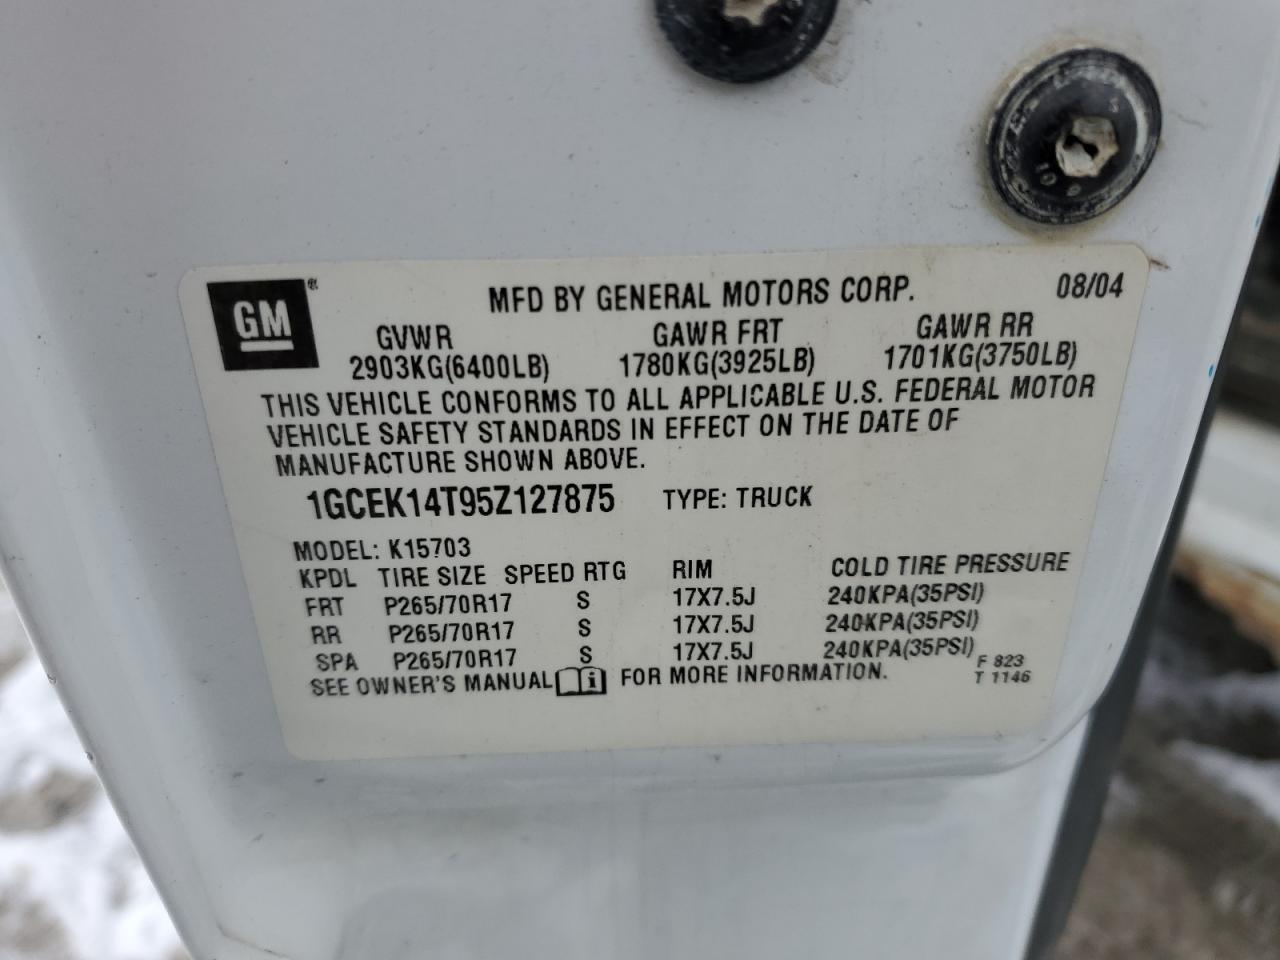 GM®
MFD BY GENERAL MOTORS CORP. 08/04
GVWR GAWR FRT GAWR RR
2903KG(6400LB) 1780KG(3925LB) 1701KG(3750LB)
THIS VEHICLE CONFORMS TO ALL APPLICABLE U.S. FEDERAL MOTOR
VEHICLE SAFETY STANDARDS IN EFFECT ON THE DATE OF
MANUFACTURE SHOWN ABOVE.
1GCEK14T95Z127875 TYPE: TRUCK
MODEL: K15703
KPDL TIRE SIZE SPEED RTG RIM COLD TIRE PRESSURE
FRT P265/70R17 S 17X7.5J 240KPA(35PSI)
RR P265/70R17 S 17X7.5J 240KPA(35PSI)
SPA P265/70R17 S 17X7.5J 240KPA(35PSI)
SEE OWNER'S MANUAL i FOR MORE INFORMATION.
F 823
T 1146